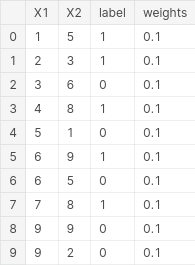 X1 X2 label weights
0 1 5 1 0.1
1 2 3 1 0.1
2 3 6 0 0.1
3 4 8 1 0.1
4 5 1 0 0.1
5 6 9 1 0.1
6 6 5 0 0.1
7 7 8 1 0.1
8 9 9 0 0.1
9 9 2 0 0.1